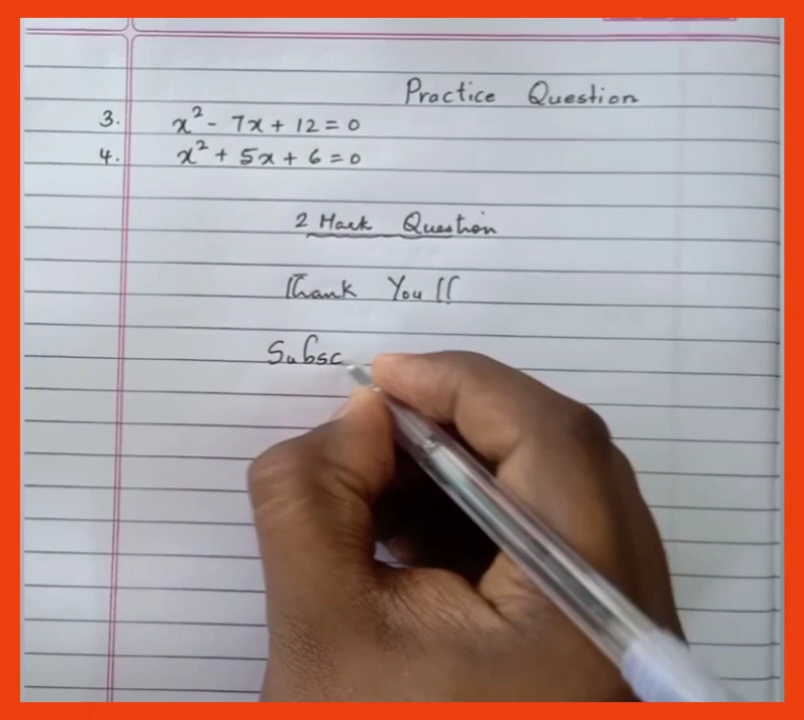 Practice Question
3. x² - 7x + 12 = 0
4. x² + 5x + 6 = 0
2 Mark Question
Thank You !!
Subsc